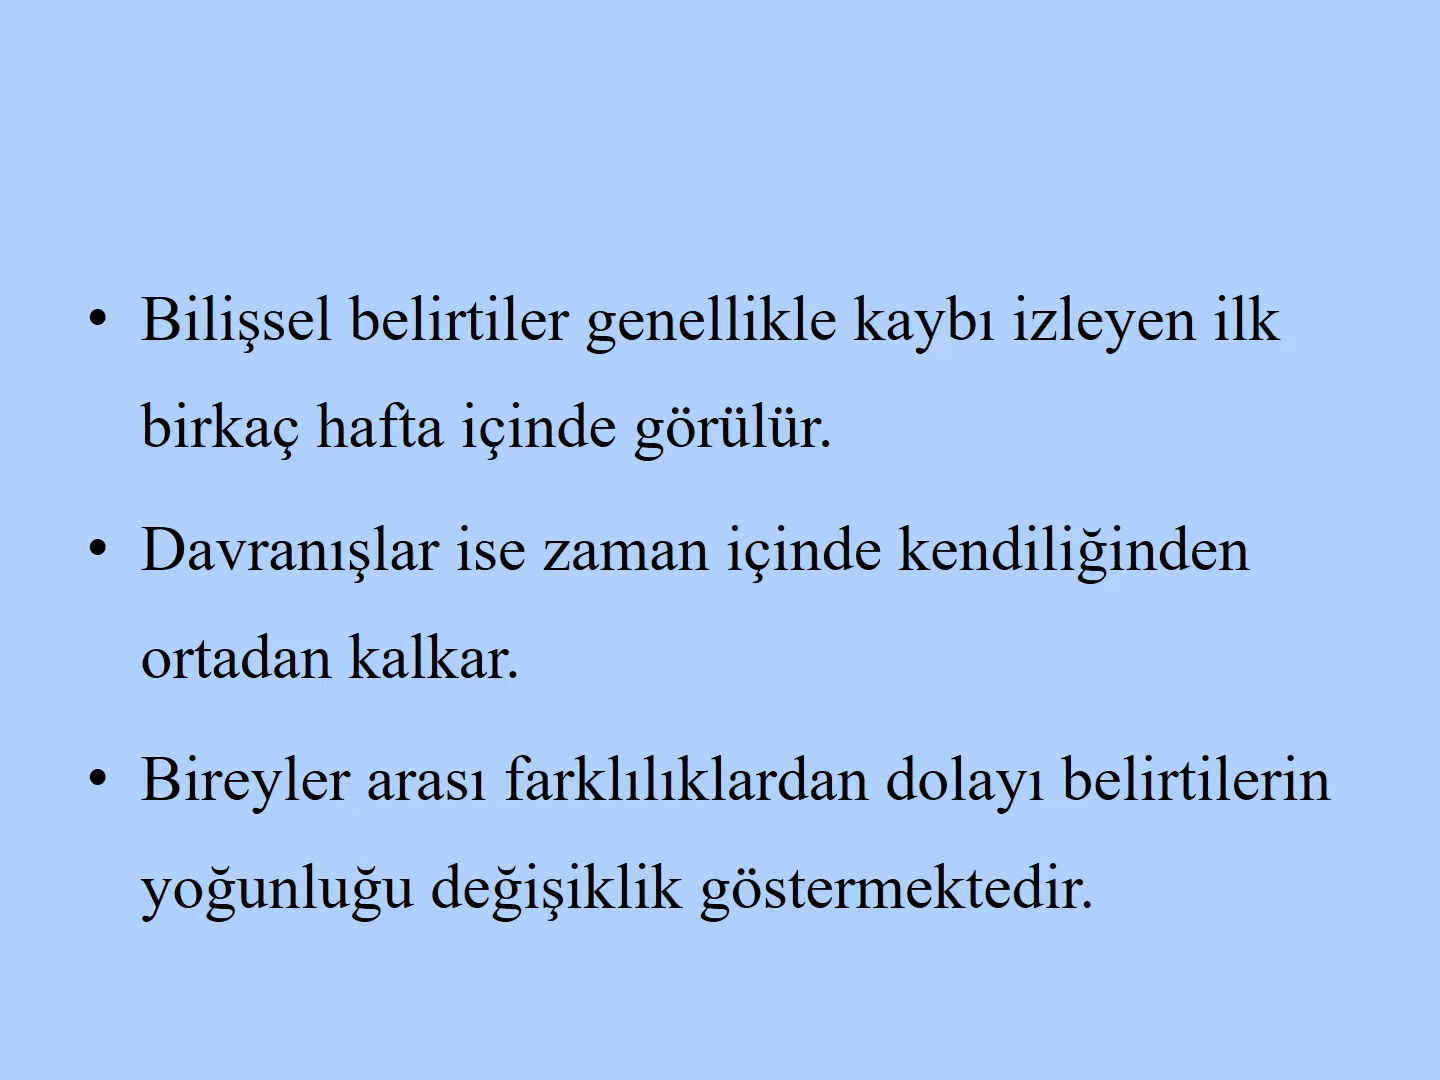 • Bilişsel belirtiler genellikle kaybı izleyen ilk
birkaç hafta içinde görülür.
• Davranışlar ise zaman içinde kendiliğinden
ortadan kalkar.
• Bireyler arası farklılıklardan dolayı belirtilerin
yoğunluğu değişiklik göstermektedir.